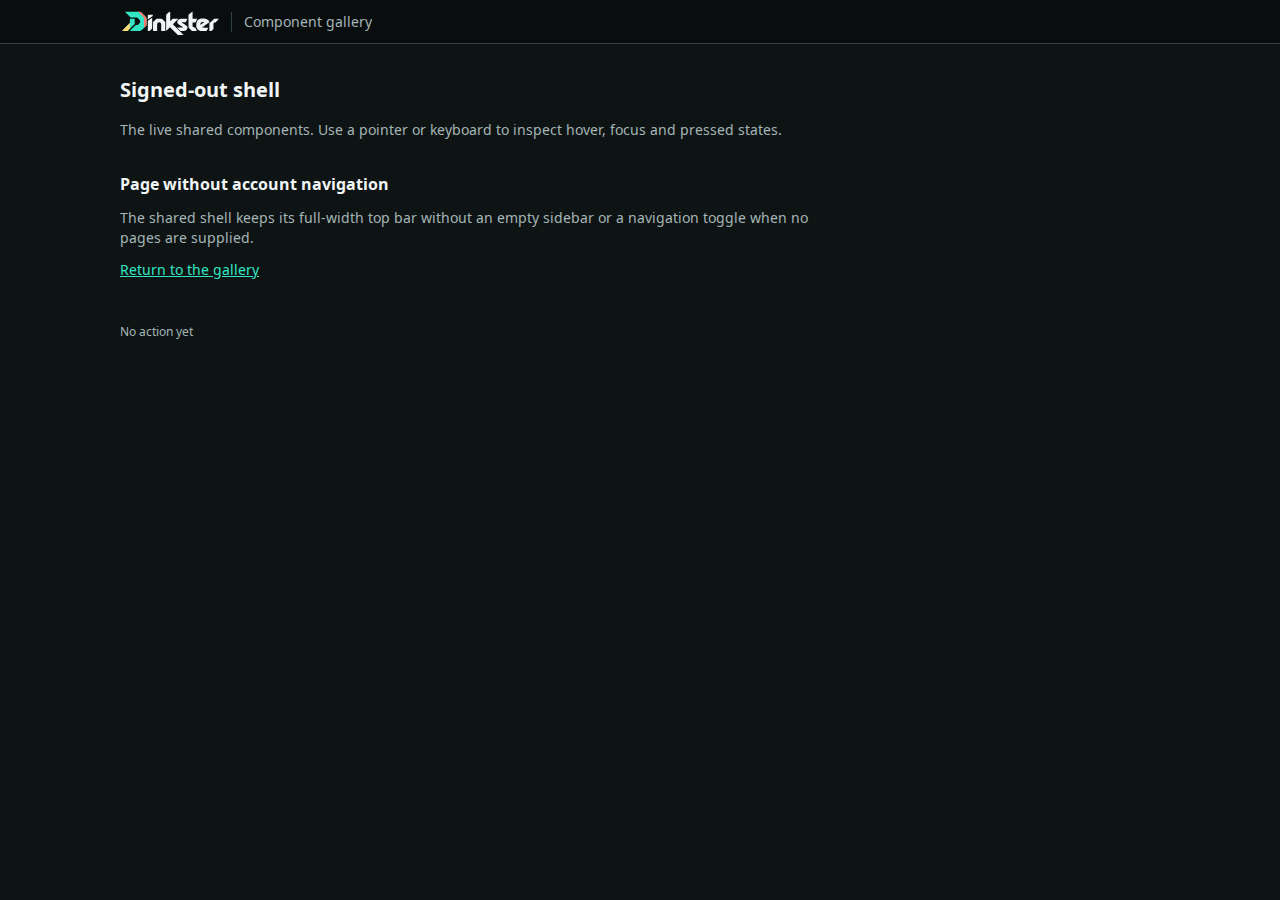 Dinkster
Component gallery
Signed-out shell
The live shared components. Use a pointer or keyboard to inspect hover, focus and pressed states.
Page without account navigation
The shared shell keeps its full-width top bar without an empty sidebar or a navigation toggle when no
pages are supplied.
Return to the gallery
No action yet